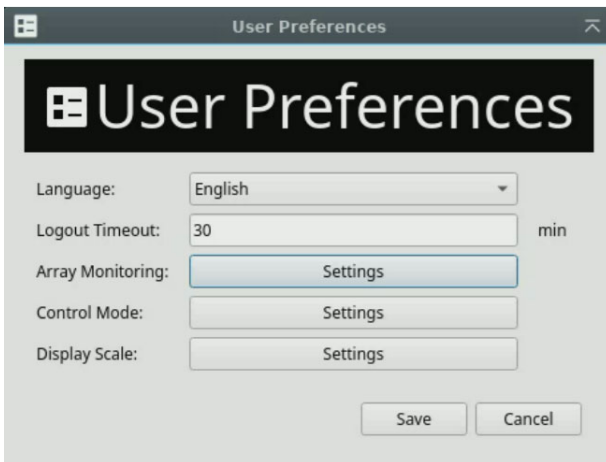 User Preferences
User Preferences
Language: English
Logout Timeout: 30 min
Array Monitoring: Settings
Control Mode: Settings
Display Scale: Settings
Save Cancel